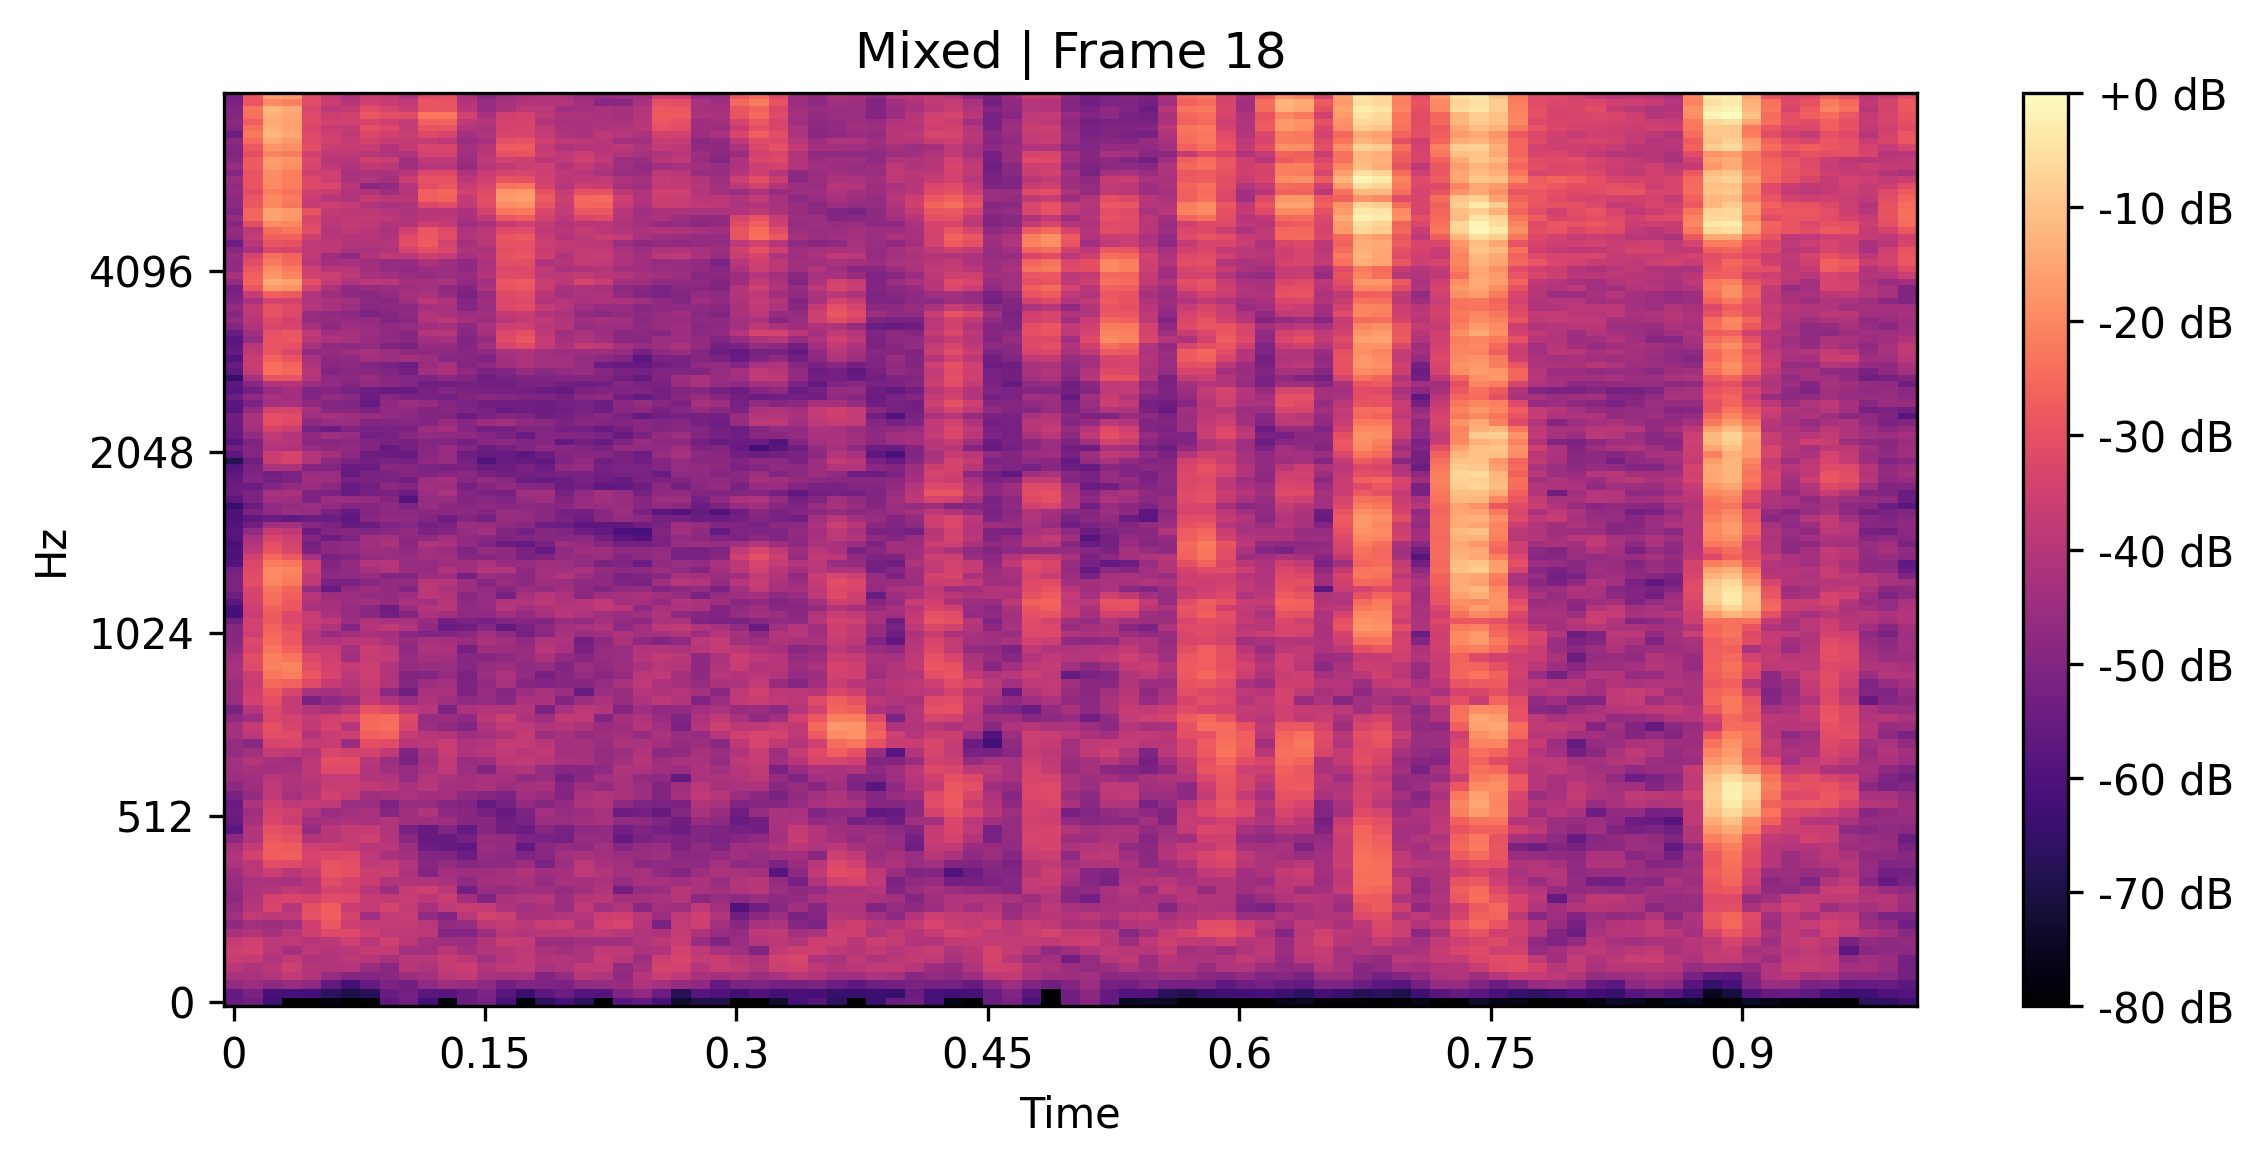 Mixed | Frame 18
+0 dB
-10 dB
-20 dB
-30 dB
-40 dB
-50 dB
-60 dB
-70 dB
-80 dB
Hz
4096
2048
1024
512
0
0 0.15 0.3 0.45 0.6 0.75 0.9
Time